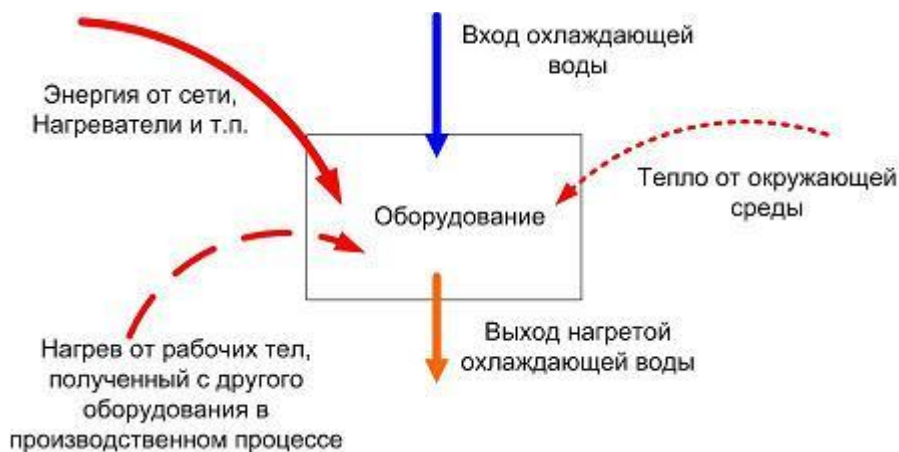 Вход охлаждающей
воды
Энергия от сети,
Нагреватели и т.п.
Тепло от окружающей
среды
Оборудование
Нагрев от рабочих тел,
полученный с другого
оборудования в
производственном процессе
Выход нагретой
охлаждающей воды